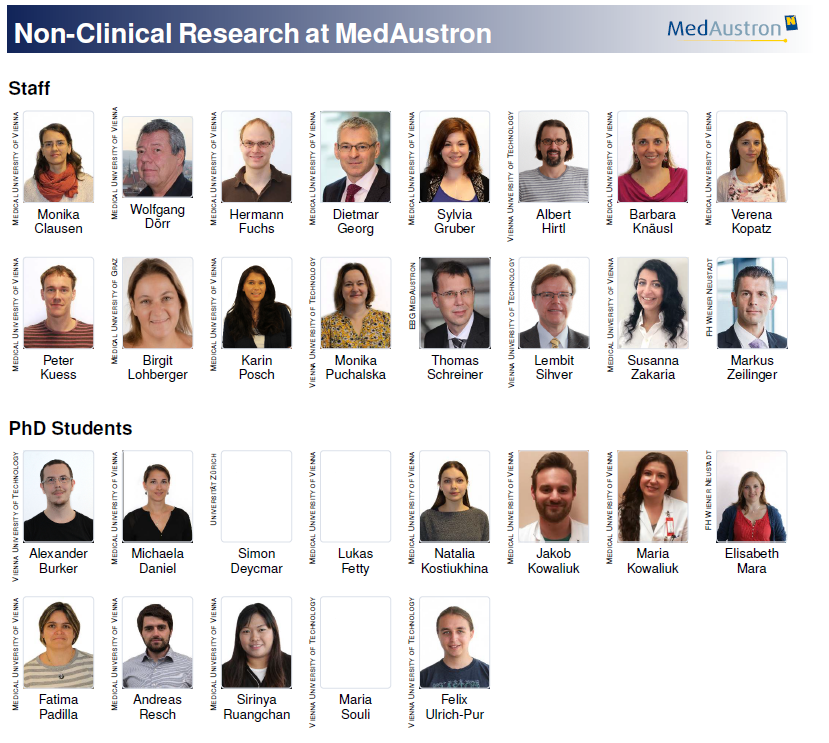 Non-Clinical Research at MedAustron
MedAustron
N
Staff
MEDICAL UNIVERSITY OF VIENNA
Monika
Clausen
MEDICAL UNIVERSITY OF VIENNA
Wolfgang
Dörr
MEDICAL UNIVERSITY OF VIENNA
Hermann
Fuchs
MEDICAL UNIVERSITY OF VIENNA
Dietmar
Georg
MEDICAL UNIVERSITY OF VIENNA
Sylvia
Gruber
VIENNA UNIVERSITY OF TECHNOLOGY
Albert
Hirtl
MEDICAL UNIVERSITY OF VIENNA
Barbara
Knäusl
MEDICAL UNIVERSITY OF VIENNA
Verena
Kopatz
MEDICAL UNIVERSITY OF VIENNA
Peter
Kuess
MEDICAL UNIVERSITY OF GRAZ
Birgit
Lohberger
MEDICAL UNIVERSITY OF VIENNA
Karin
Posch
VIENNA UNIVERSITY OF TECHNOLOGY
Monika
Puchalska
EBG MEDAUSTRON
Thomas
Schreiner
VIENNA UNIVERSITY OF TECHNOLOGY
Lembit
Sihver
MEDICAL UNIVERSITY OF VIENNA
Susanna
Zakaria
FH WIENER NEUSTADT
Markus
Zeilinger
PhD Students
VIENNA UNIVERSITY OF TECHNOLOGY
Alexander
Burker
MEDICAL UNIVERSITY OF VIENNA
Michaela
Daniel
UNIVERSITÄT ZÜRICH
Simon
Deycmar
MEDICAL UNIVERSITY OF VIENNA
Lukas
Fetty
MEDICAL UNIVERSITY OF VIENNA
Natalia
Kostiukhina
MEDICAL UNIVERSITY OF VIENNA
Jakob
Kowaliuk
MEDICAL UNIVERSITY OF VIENNA
Maria
Kowaliuk
FH WIENER NEUSTADT
Elisabeth
Mara
MEDICAL UNIVERSITY OF VIENNA
Fatima
Padilla
MEDICAL UNIVERSITY OF VIENNA
Andreas
Resch
MEDICAL UNIVERSITY OF VIENNA
Sirinya
Ruangchan
VIENNA UNIVERSITY OF TECHNOLOGY
Maria
Souli
VIENNA UNIVERSITY OF TECHNOLOGY
Felix
Ulrich-Pur